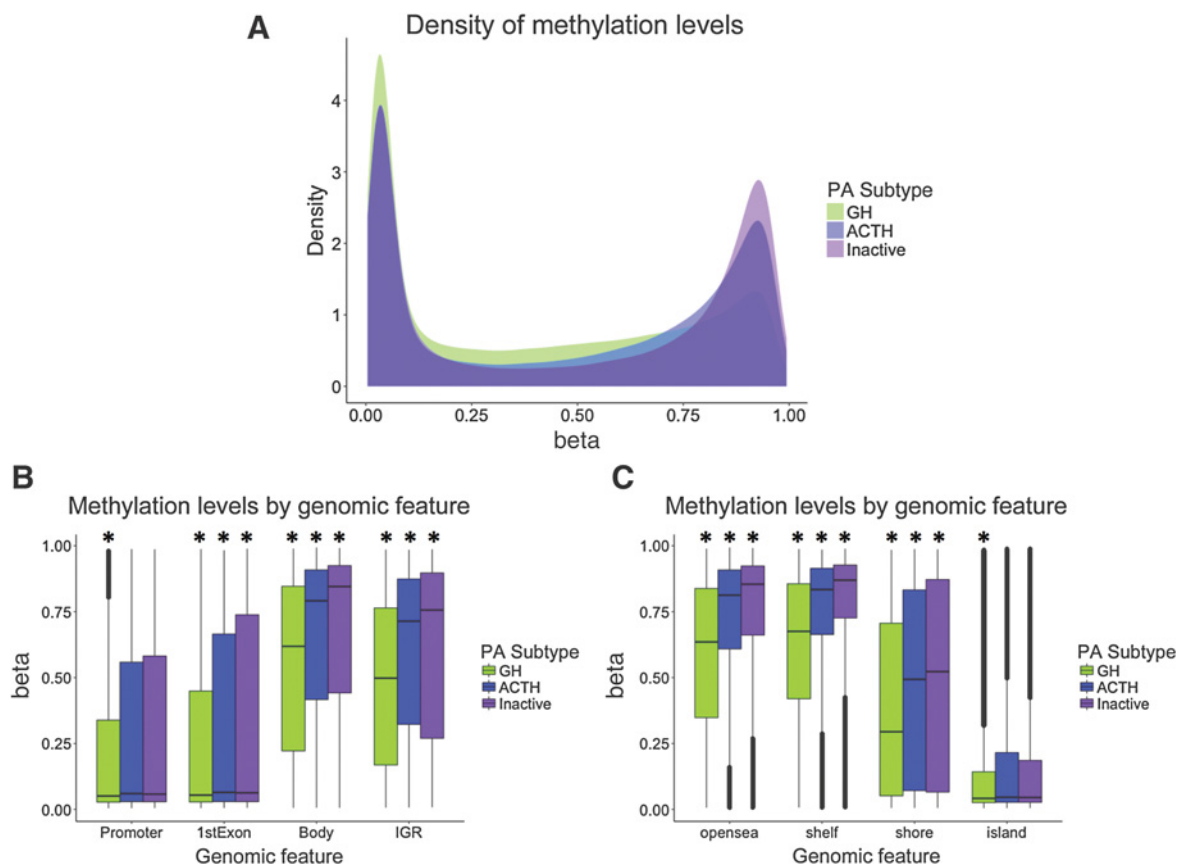 A
Density of methylation levels
4
3
2
1
0
Density
0.00 0.25 0.50 0.75 1.00
beta
PA Subtype
GH
ACTH
Inactive
B
Methylation levels by genomic feature
* * * * * * * * * *
1.00
0.75
0.50
0.25
0.00
beta
Promoter 1stExon Body IGR
Genomic feature
PA Subtype
GH
ACTH
Inactive
C
Methylation levels by genomic feature
* * * * * * * * * *
1.00
0.75
0.50
0.25
0.00
beta
opensea shelf shore island
Genomic feature
PA Subtype
GH
ACTH
Inactive